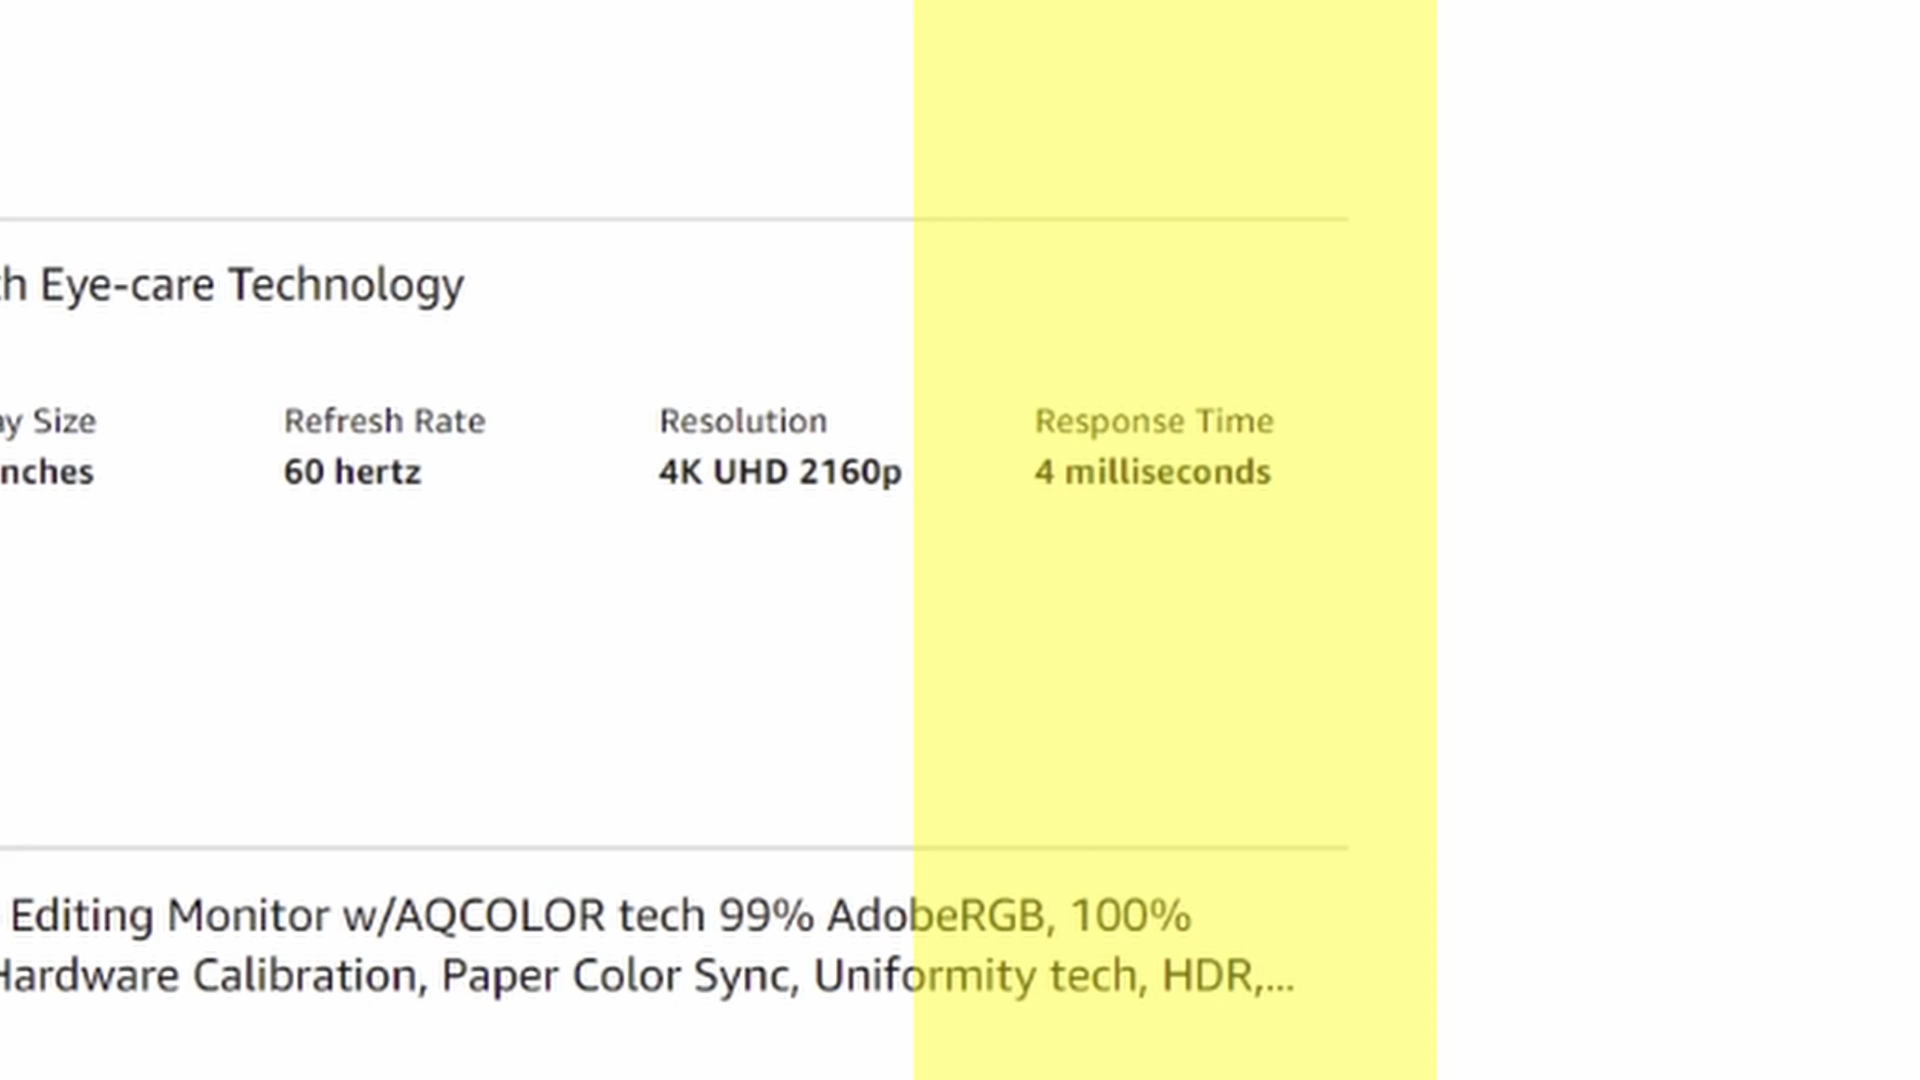 Eye-care Technology
Size Refresh Rate Resolution Response Time
60 hertz 4K UHD 2160p 4 milliseconds
Editing Monitor w/AQCOLOR tech 99% AdobeRGB, 100%
Hardware Calibration, Paper Color Sync, Uniformity tech, HDR,...